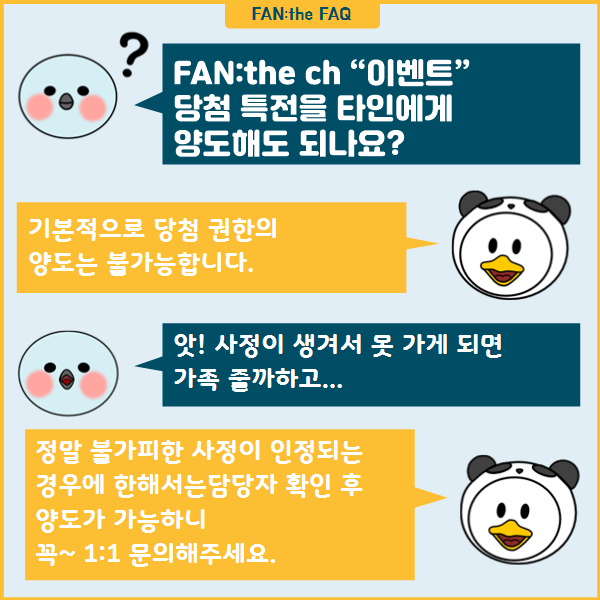 FAN:the FAQ
?
FAN:the ch “이벤트”
당첨 특전을 타인에게
양도해도 되나요?
기본적으로 당첨 권한의
양도는 불가능합니다.
앗! 사정이 생겨서 못 가게 되면
가족 줄까하고...
정말 불가피한 사정이 인정되는
경우에 한해서는담당자 확인 후
양도가 가능하니
꼭~ 1:1 문의해주세요.